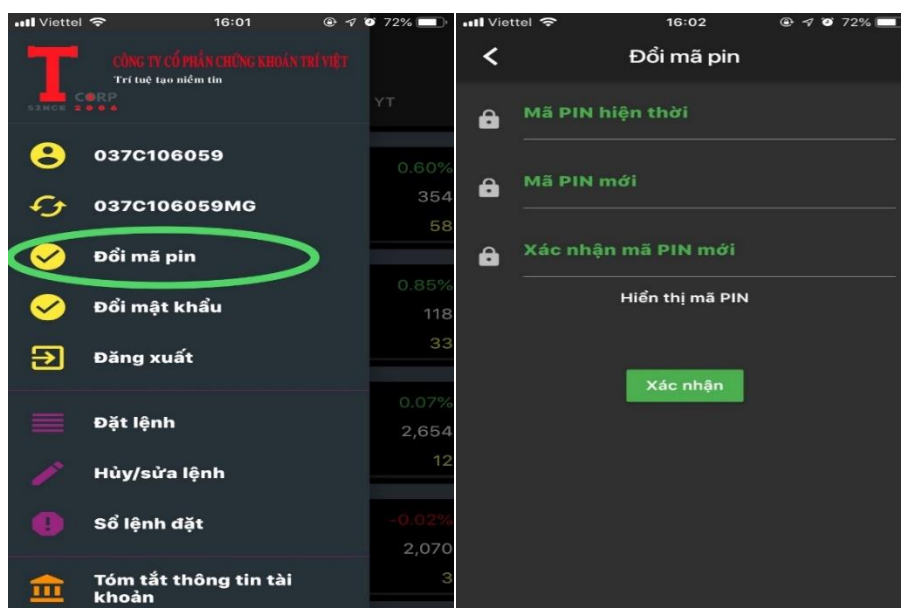 Viettel 16:01 72%
CÔNG TY CỔ PHẦN CHỨNG KHOÁN TRÍ VIỆT
Trí tuệ tạo niềm tin
T
CORP
SINCE 2006
YT
037C106059
0.60%
037C106059MG
354
58
Đổi mã pin
0.85%
Đổi mật khẩu
118
33
Đăng xuất
0.07%
Đặt lệnh
2,654
12
Hủy/sửa lệnh
Sổ lệnh đặt
-0.02%
2,070
Tóm tắt thông tin tài
khoản
3
Viettel 16:02 72%
Đổi mã pin
Mã PIN hiện thời
Mã PIN mới
Xác nhận mã PIN mới
Hiển thị mã PIN
Xác nhận